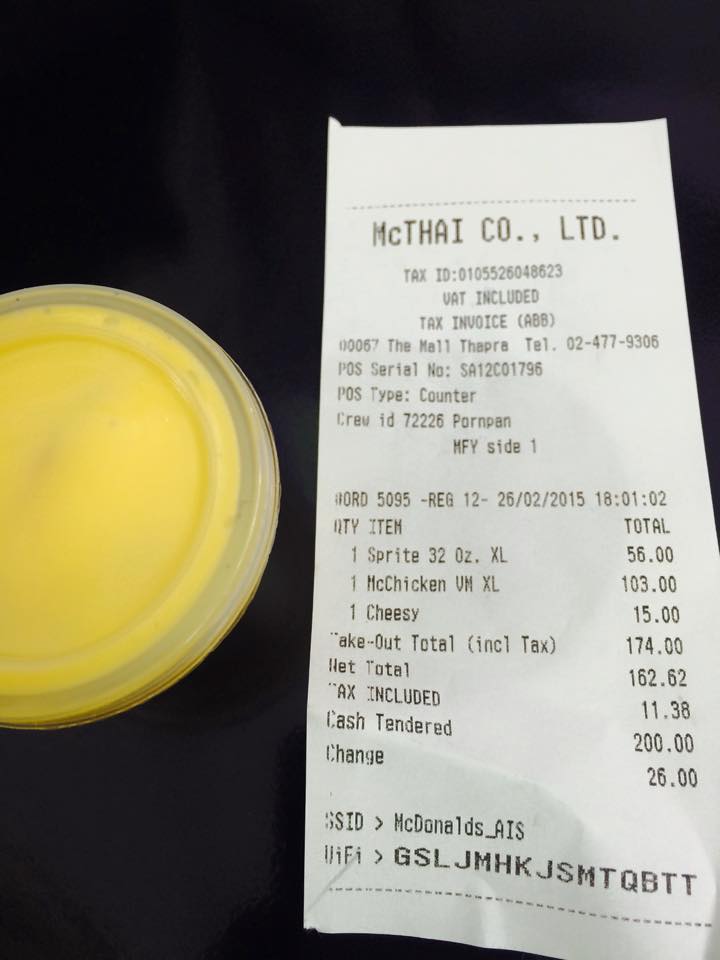 McTHAI CO., LTD.
TAX ID:0105526048623
VAT INCLUDED
TAX INVOICE (ABB)
00067 The Mall Thapra Tel. 02-477-9306
POS Serial No: SA12C01796
POS Type: Counter
Crew id 72226 Pornpan
MFY side 1
#ORD 5095 -REG 12- 26/02/2015 18:01:02
QTY ITEM TOTAL
1 Sprite 32 Oz. XL 56.00
1 McChicken VM XL 103.00
1 Cheesy 15.00
Take-Out Total (incl Tax) 174.00
Net Total 162.62
TAX INCLUDED 11.38
Cash Tendered 200.00
Change 26.00
SSID > McDonalds_AIS
WiFi > GSLJMHKJSMTQBTT